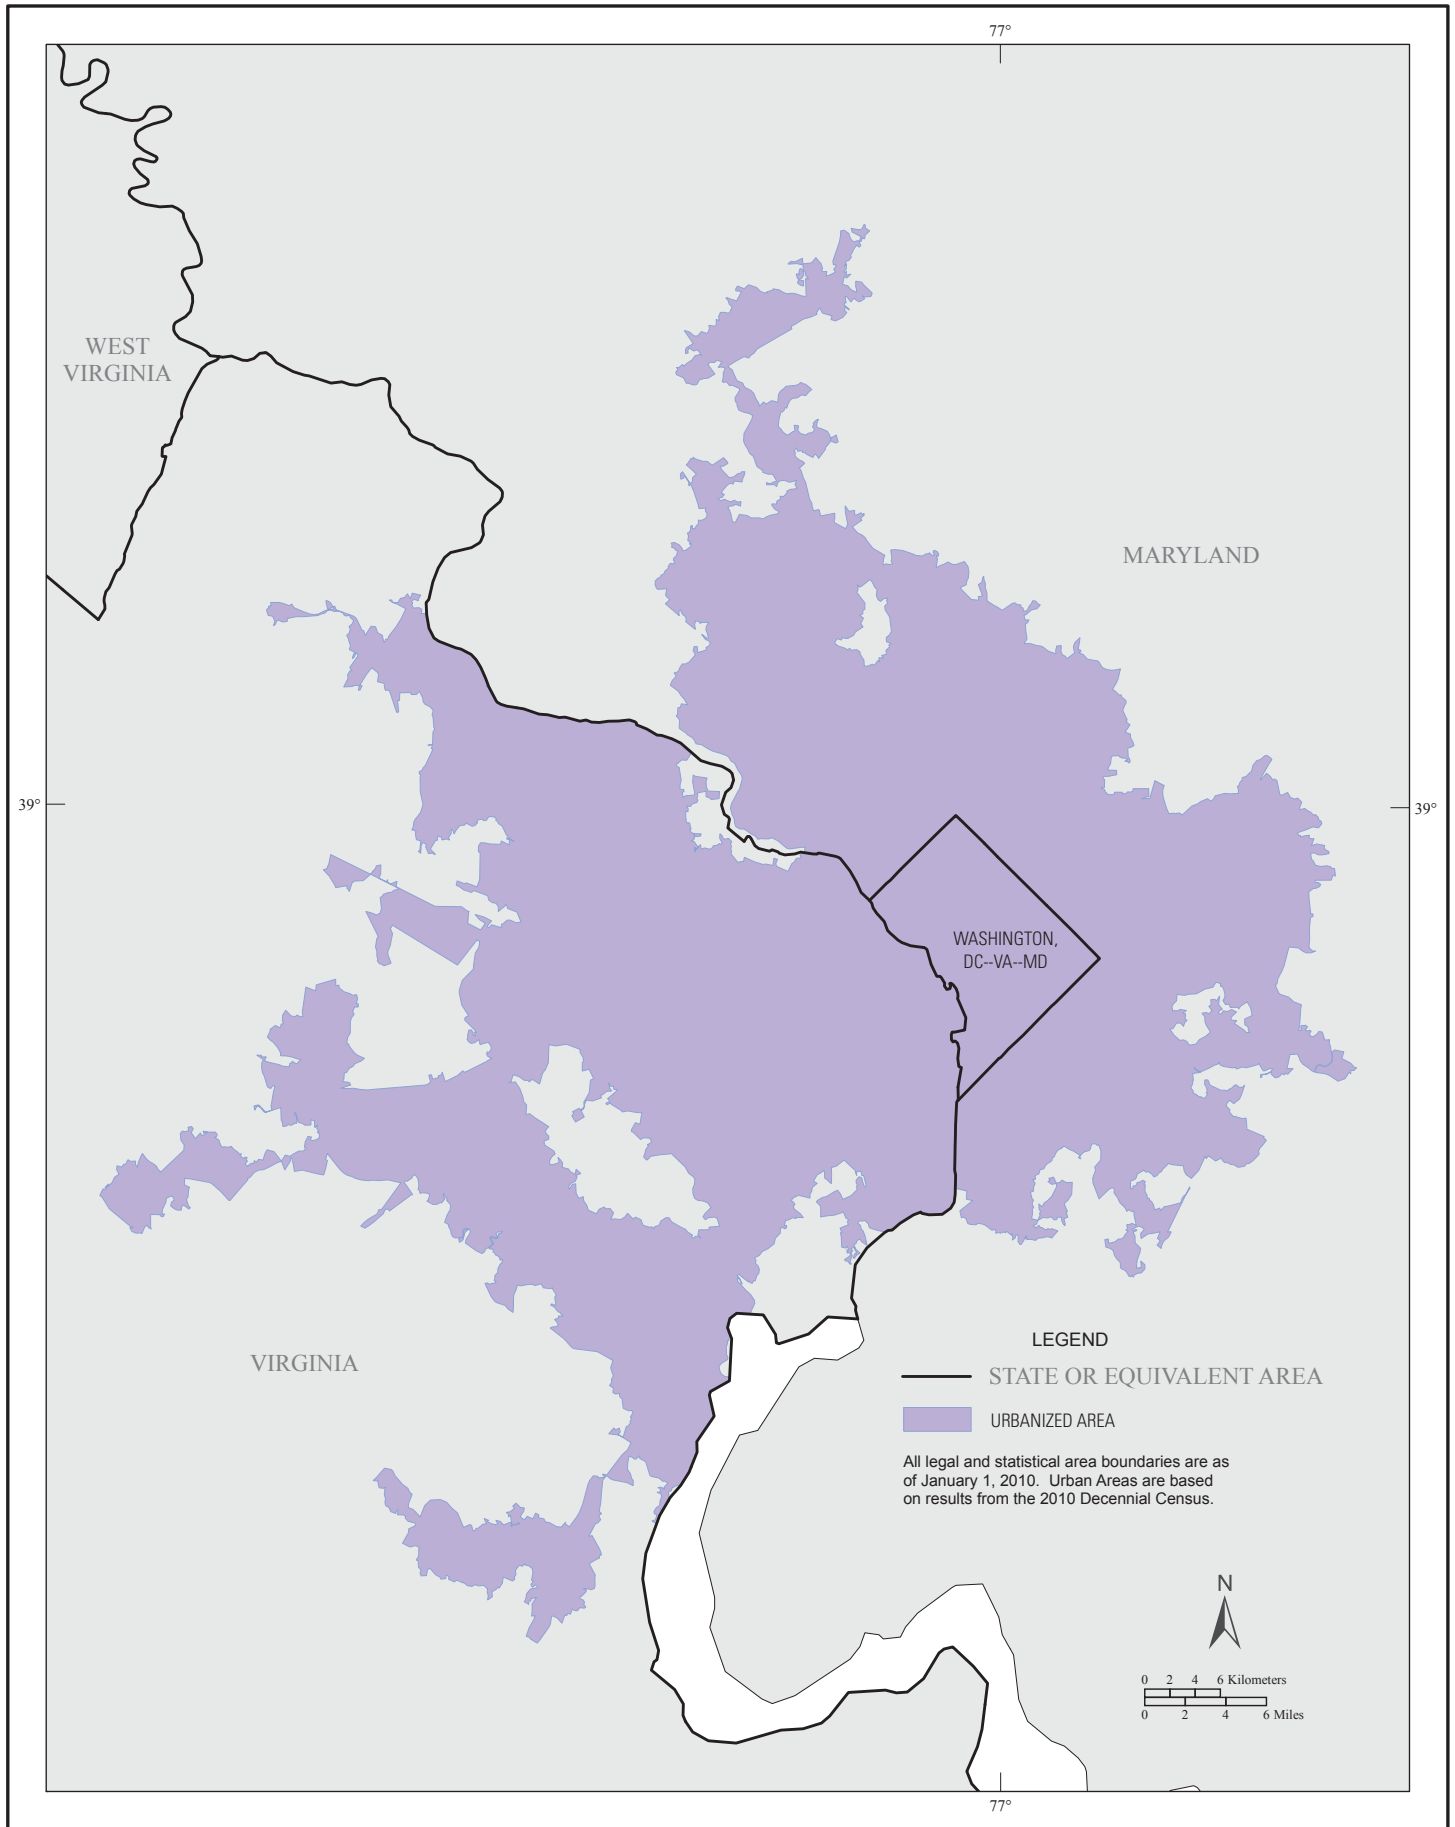 77°
WEST
VIRGINIA
MARYLAND
39°
39°
WASHINGTON,
DC--VA--MD
VIRGINIA
LEGEND
STATE OR EQUIVALENT AREA
URBANIZED AREA
All legal and statistical area boundaries are as
of January 1, 2010. Urban Areas are based
on results from the 2010 Decennial Census.
N
0 2 4 6 Kilometers
0 2 4 6 Miles
77°